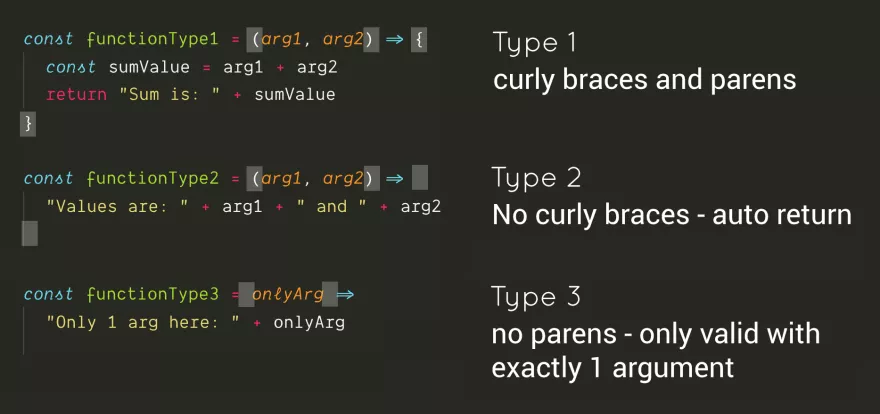 const functionType1 = (arg1, arg2) => {
const sumValue = arg1 + arg2
return "Sum is: " + sumValue
}
Type 1
curly braces and parens
const functionType2 = (arg1, arg2) =>
"Values are: " + arg1 + " and " + arg2
Type 2
No curly braces - auto return
const functionType3 = onlyArg =>
"Only 1 arg here: " + onlyArg
Type 3
no parens - only valid with
exactly 1 argument